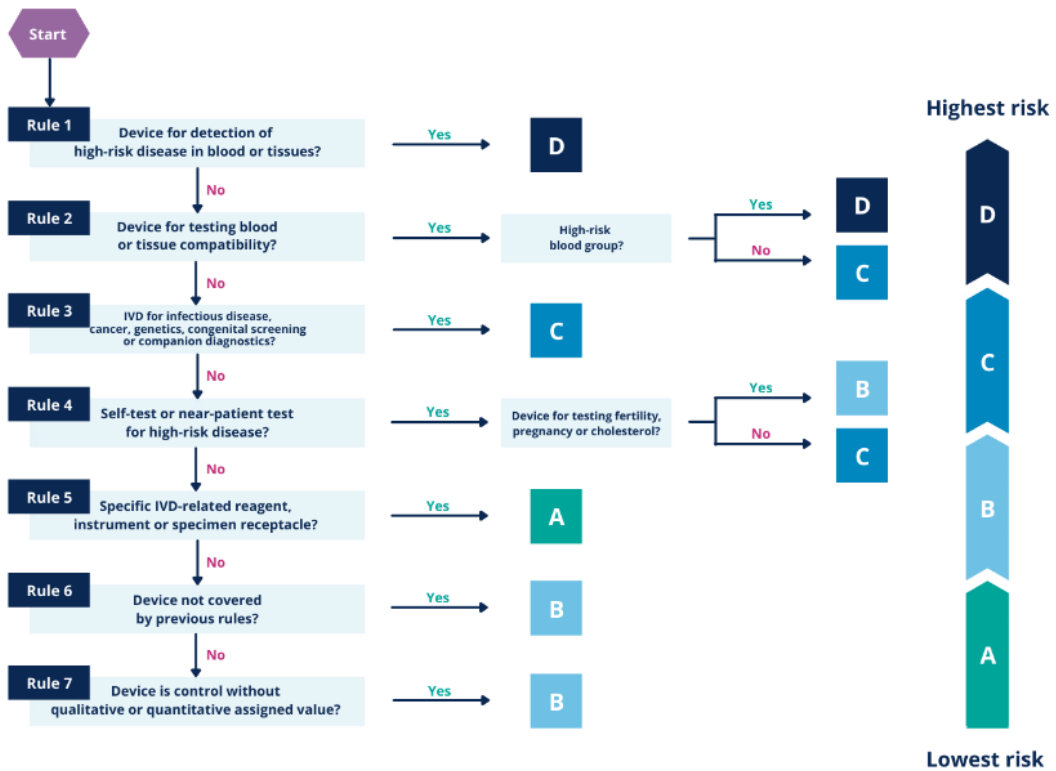 Start
Highest risk
Rule 1
Device for detection of
high-risk disease in blood or tissues?
Yes
D
No
Rule 2
Device for testing blood
or tissue compatibility?
Yes
High-risk
blood group?
Yes
D
No
C
No
Rule 3
IVD for infectious disease,
cancer, genetics, congenital screening
or companion diagnostics?
Yes
C
No
Rule 4
Self-test or near-patient test
for high-risk disease?
Yes
Device for testing fertility,
pregnancy or cholesterol?
Yes
B
No
C
No
Rule 5
Specific IVD-related reagent,
instrument or specimen receptacle?
Yes
A
No
Rule 6
Device not covered
by previous rules?
Yes
B
No
Rule 7
Device is control without
qualitative or quantitative assigned value?
Yes
B
D
C
B
A
Lowest risk